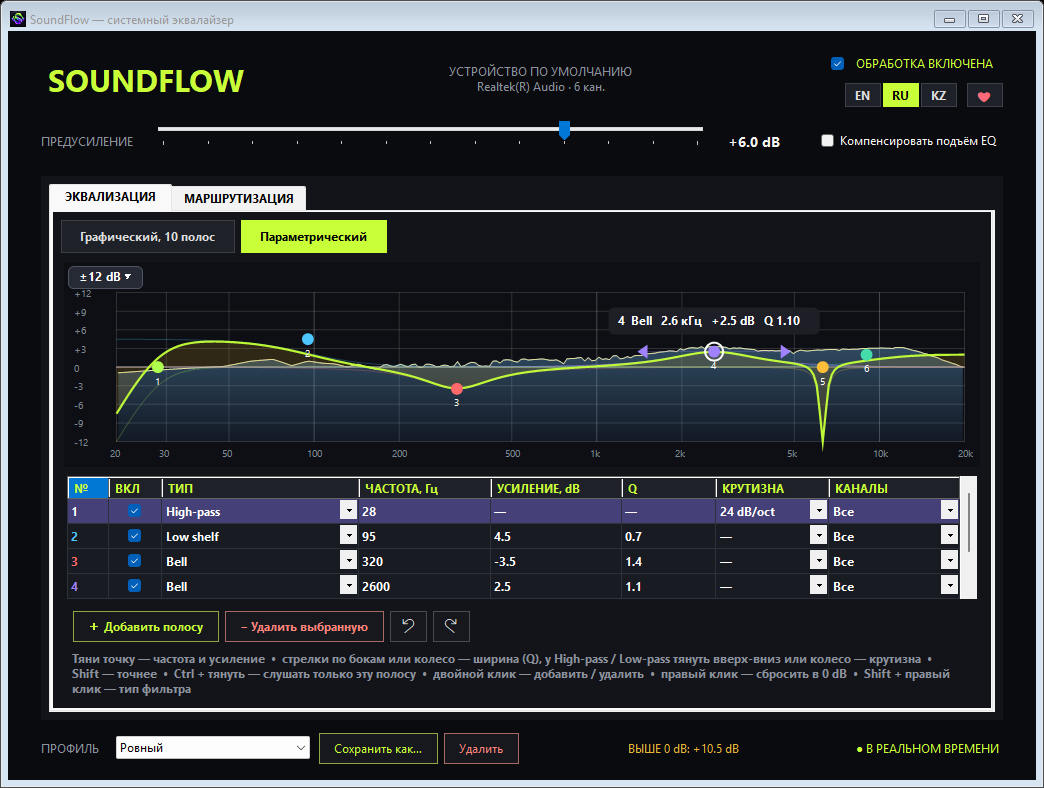 SoundFlow — системный эквалайзер
SOUNDFLOW
УСТРОЙСТВО ПО УМОЛЧАНИЮ
Realtek(R) Audio · 6 кан.
ОБРАБОТКА ВКЛЮЧЕНА
EN RU KZ
ПРЕДУСИЛЕНИЕ
+6.0 dB
Компенсировать подъём EQ
ЭКВАЛИЗАЦИЯ МАРШРУТИЗАЦИЯ
Графический, 10 полос Параметрический
±12 dB
4 Bell 2.6 кГц +2.5 dB Q 1.10
+12
+9
+6
+3
0
-3
-6
-9
-12
1 2 3 4 5 6
20 30 50 100 200 500 1k 2k 5k 10k 20k
№ ВКЛ ТИП ЧАСТОТА, Гц УСИЛЕНИЕ, dB Q КРУТИЗНА КАНАЛЫ
1 High-pass 28 — — 24 dB/oct Все
2 Low shelf 95 4.5 0.7 — Все
3 Bell 320 -3.5 1.4 — Все
4 Bell 2600 2.5 1.1 — Все
+ Добавить полосу – Удалить выбранную
Тяни точку — частота и усиление • стрелки по бокам или колесо — ширина (Q), у High-pass / Low-pass тянуть вверх-вниз или колесо — крутизна •
Shift — точнее • Ctrl + тянуть — слушать только эту полосу • двойной клик — добавить / удалить • правый клик — сбросить в 0 dB • Shift + правый
клик — тип фильтра
ПРОФИЛЬ Ровный Сохранить как... Удалить
ВЫШЕ 0 dB: +10.5 dB
● В РЕАЛЬНОМ ВРЕМЕНИ